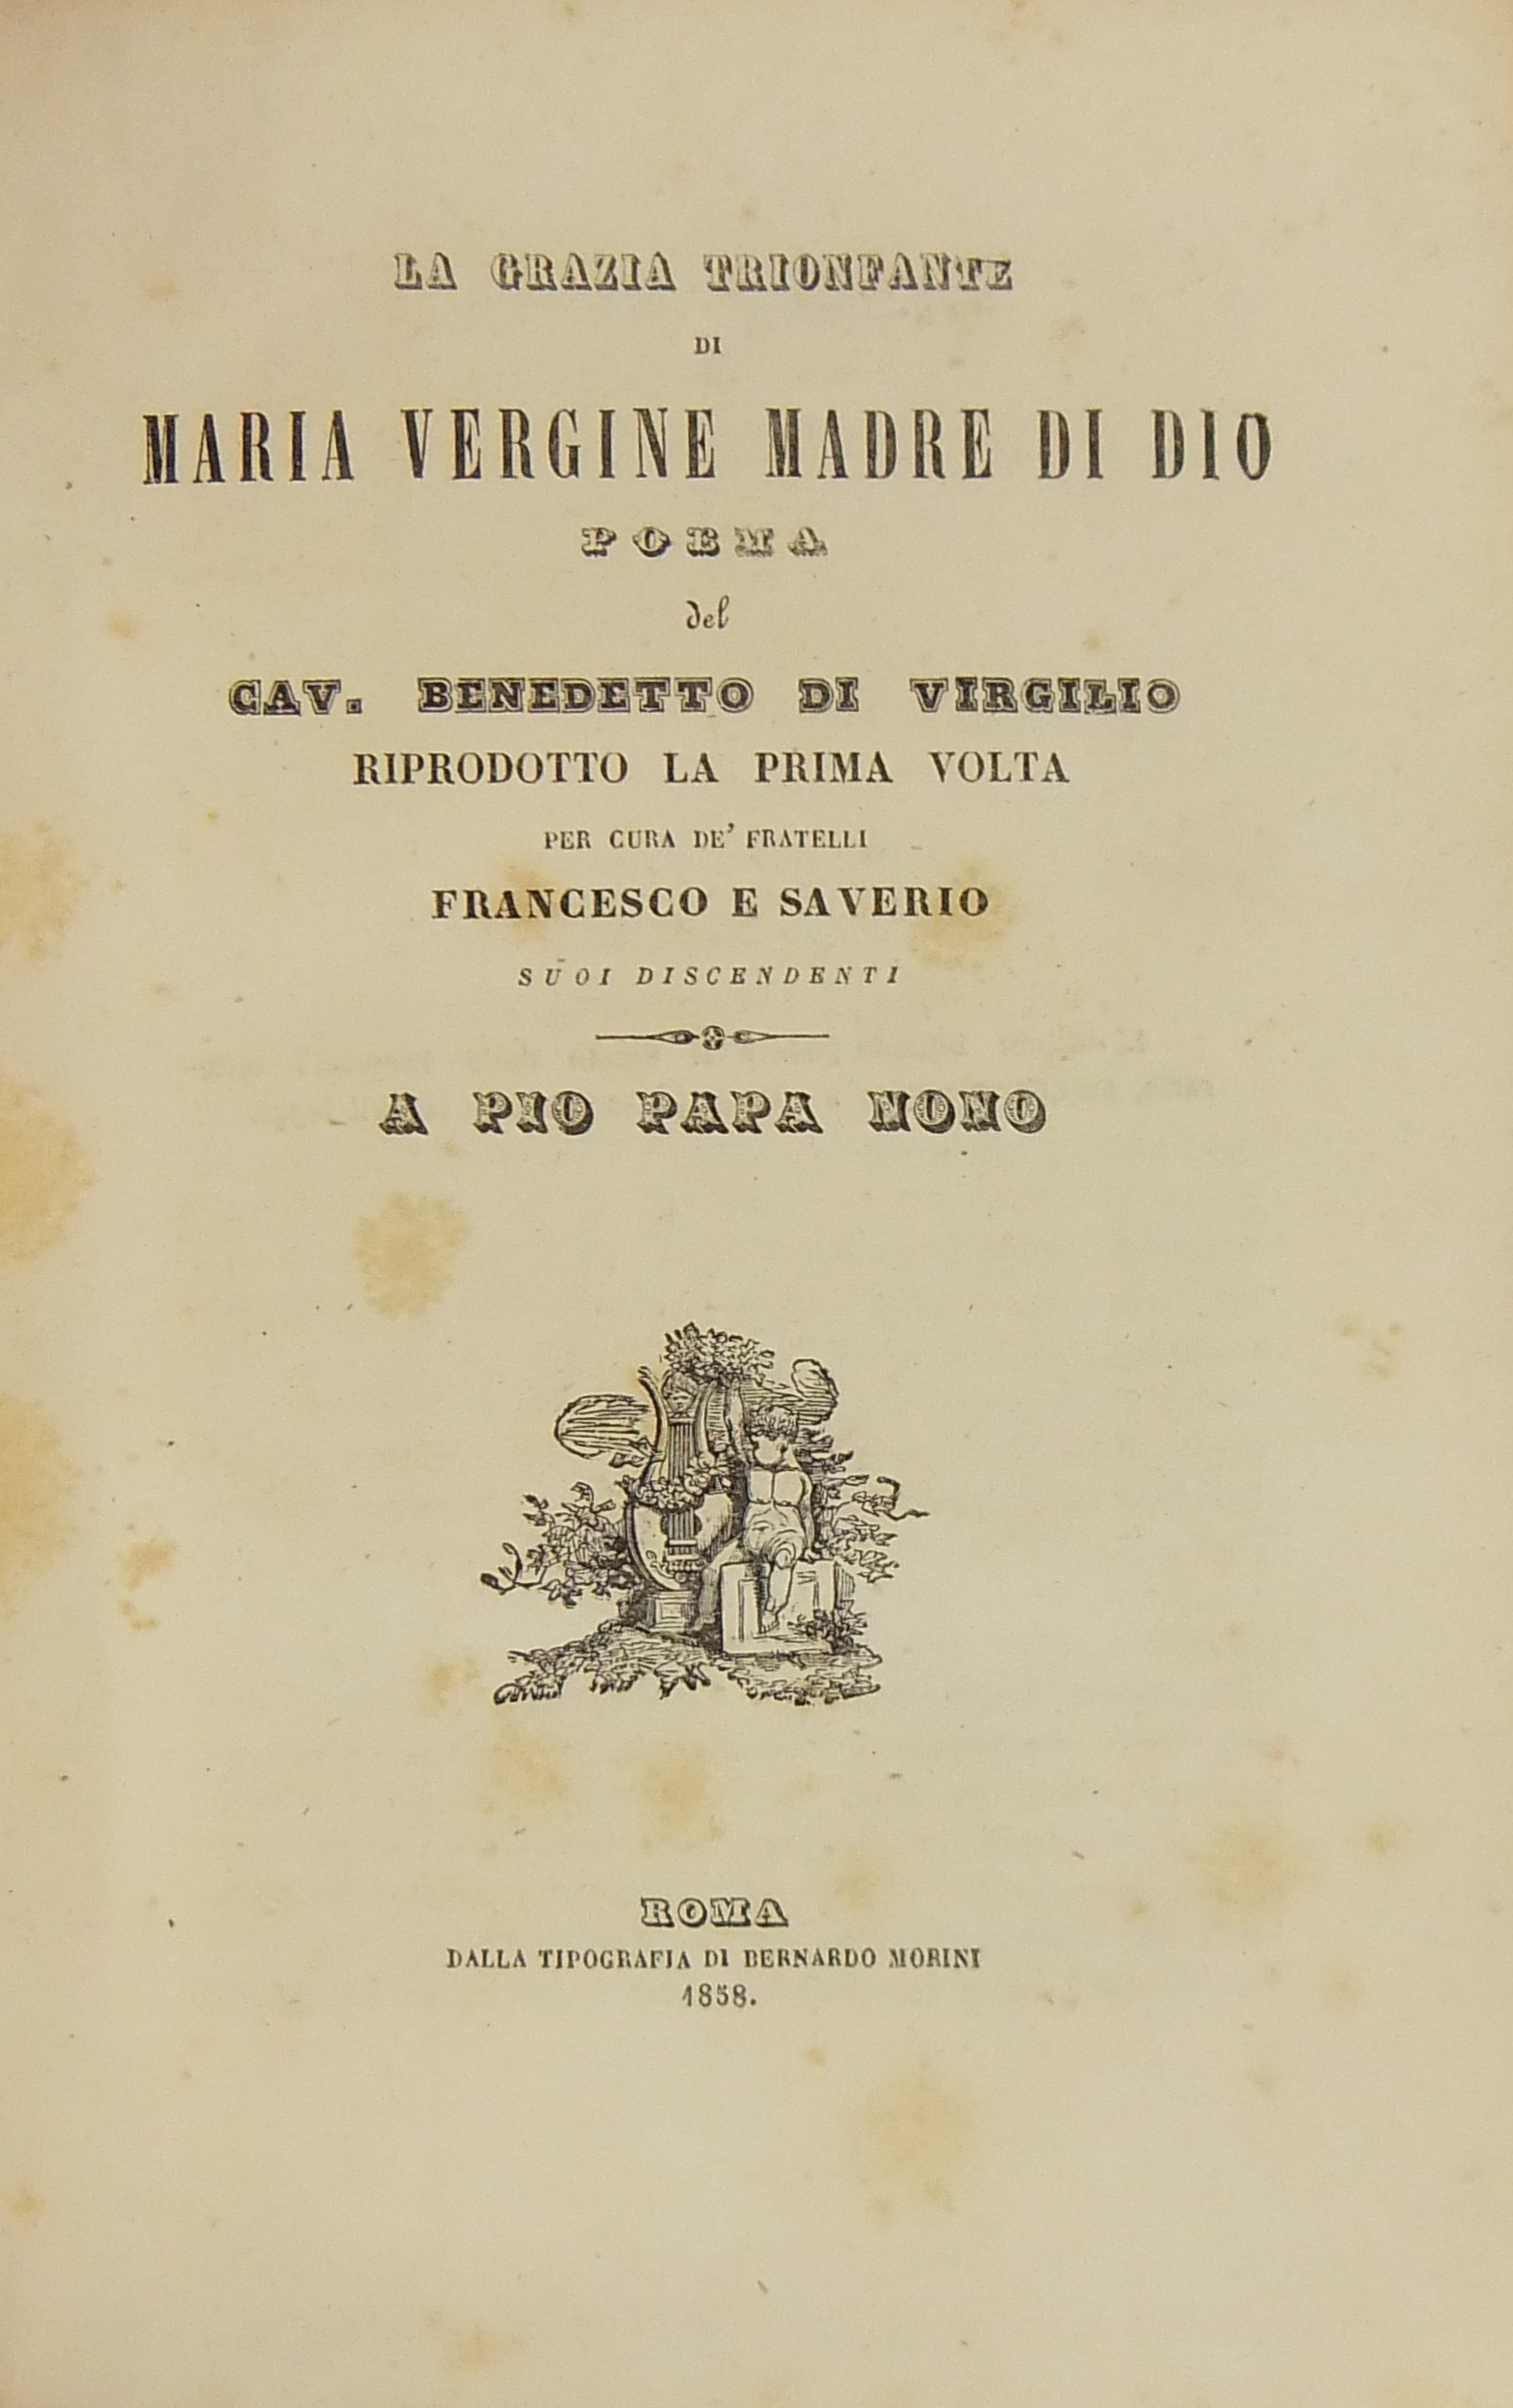 LA GRAZIA TRIONFANTE
DI
MARIA VERGINE MADRE DI DIO
POEMA
del
CAV. BENEDETTO DI VIRGILIO
RIPRODOTTO LA PRIMA VOLTA
PER CURA DE' FRATELLI
FRANCESCO E SAVERIO
SUOI DISCENDENTI
A PIO PAPA NONO
ROMA
DALLA TIPOGRAFIA DI BERNARDO MORINI
1858.